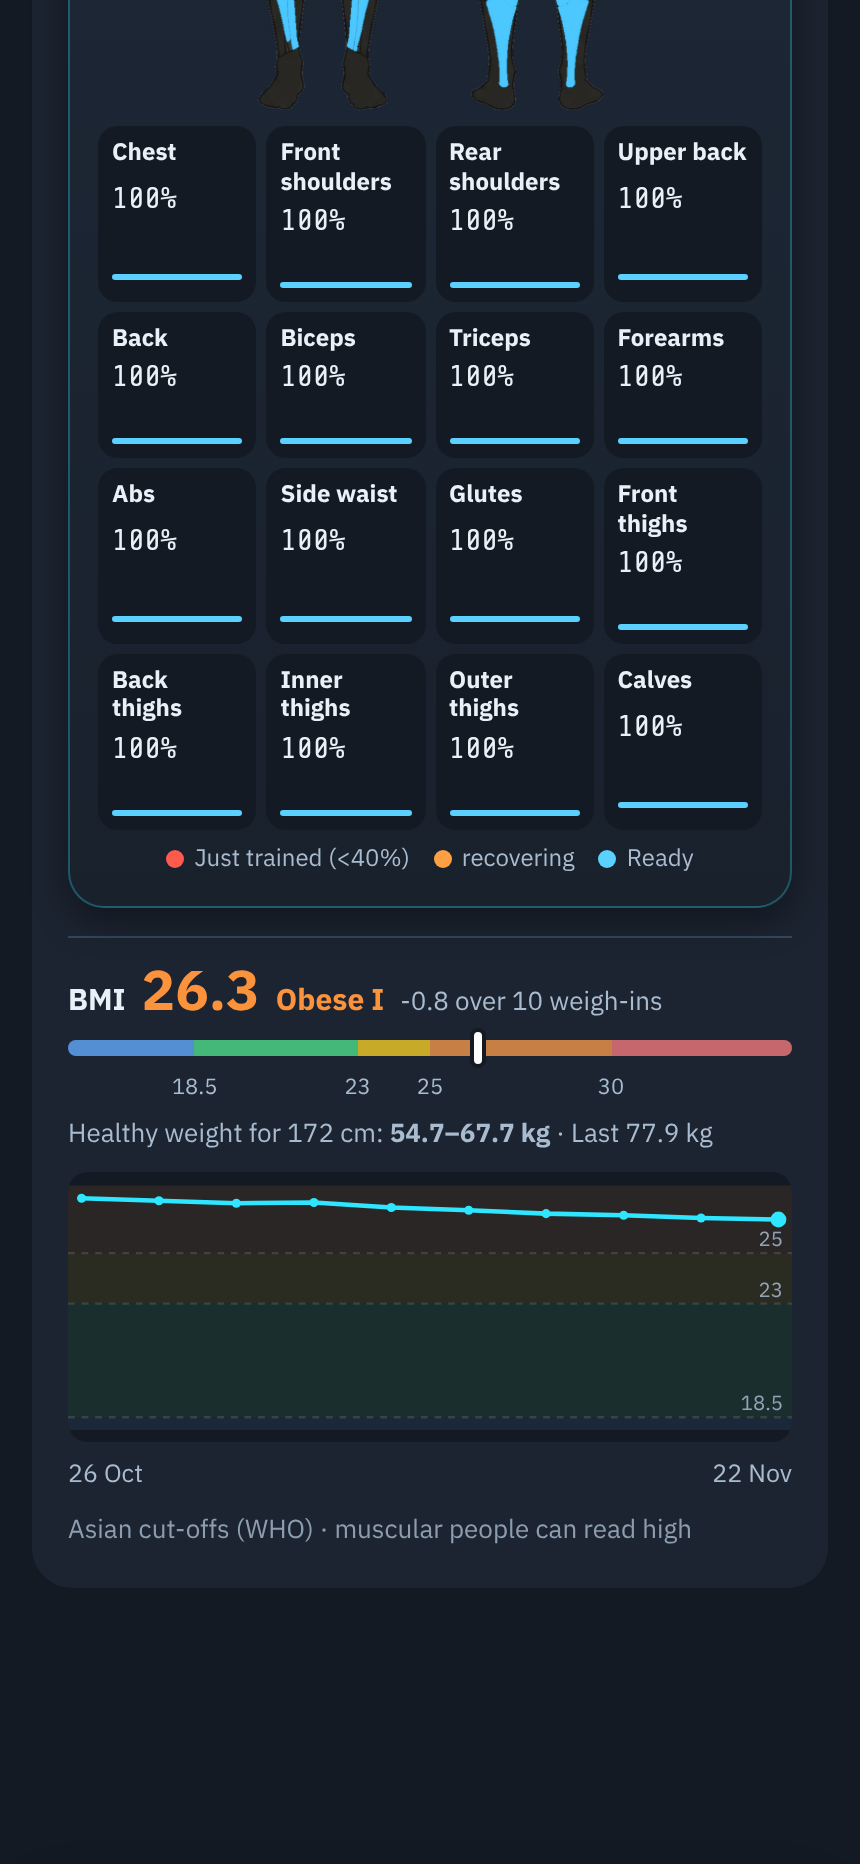 Chest
100%
Front
shoulders
100%
Rear
shoulders
100%
Upper back
100%
Back
100%
Biceps
100%
Triceps
100%
Forearms
100%
Abs
100%
Side waist
100%
Glutes
100%
Front
thighs
100%
Back
thighs
100%
Inner
thighs
100%
Outer
thighs
100%
Calves
100%
Just trained (<40%) recovering Ready
BMI 26.3 Obese I -0.8 over 10 weigh-ins
18.5 23 25 30
Healthy weight for 172 cm: 54.7–67.7 kg · Last 77.9 kg
25
23
18.5
26 Oct 22 Nov
Asian cut-offs (WHO) · muscular people can read high